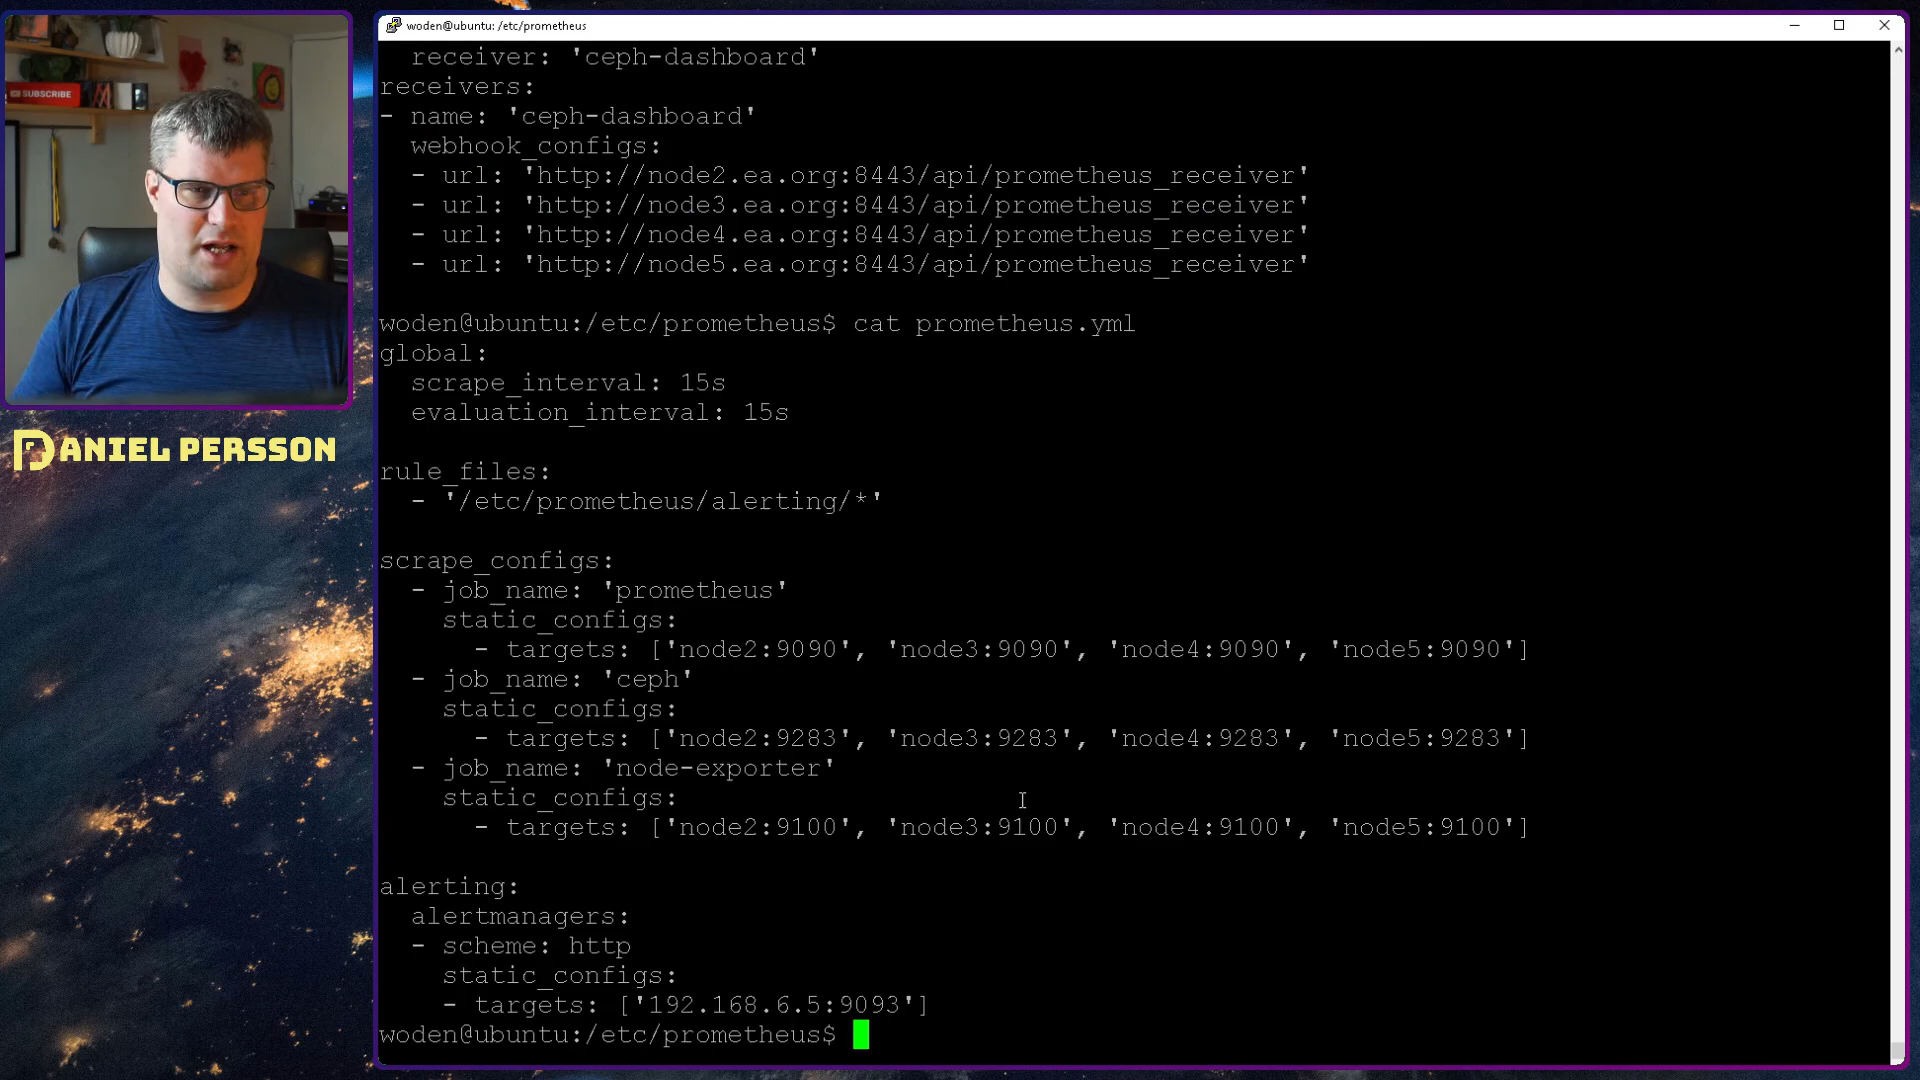 SUBSCRIBE
DANIEL PERSSON
woden@ubuntu: /etc/prometheus
  receiver: 'ceph-dashboard'
receivers:
- name: 'ceph-dashboard'
  webhook_configs:
  - url: 'http://node2.ea.org:8443/api/prometheus_receiver'
  - url: 'http://node3.ea.org:8443/api/prometheus_receiver'
  - url: 'http://node4.ea.org:8443/api/prometheus_receiver'
  - url: 'http://node5.ea.org:8443/api/prometheus_receiver'
woden@ubuntu:/etc/prometheus$ cat prometheus.yml
global:
  scrape_interval: 15s
  evaluation_interval: 15s
rule_files:
  - '/etc/prometheus/alerting/*'
scrape_configs:
  - job_name: 'prometheus'
    static_configs:
      - targets: ['node2:9090', 'node3:9090', 'node4:9090', 'node5:9090']
  - job_name: 'ceph'
    static_configs:
      - targets: ['node2:9283', 'node3:9283', 'node4:9283', 'node5:9283']
  - job_name: 'node-exporter'
    static_configs:
      - targets: ['node2:9100', 'node3:9100', 'node4:9100', 'node5:9100']
alerting:
  alertmanagers:
  - scheme: http
    static_configs:
    - targets: ['192.168.6.5:9093']
woden@ubuntu:/etc/prometheus$